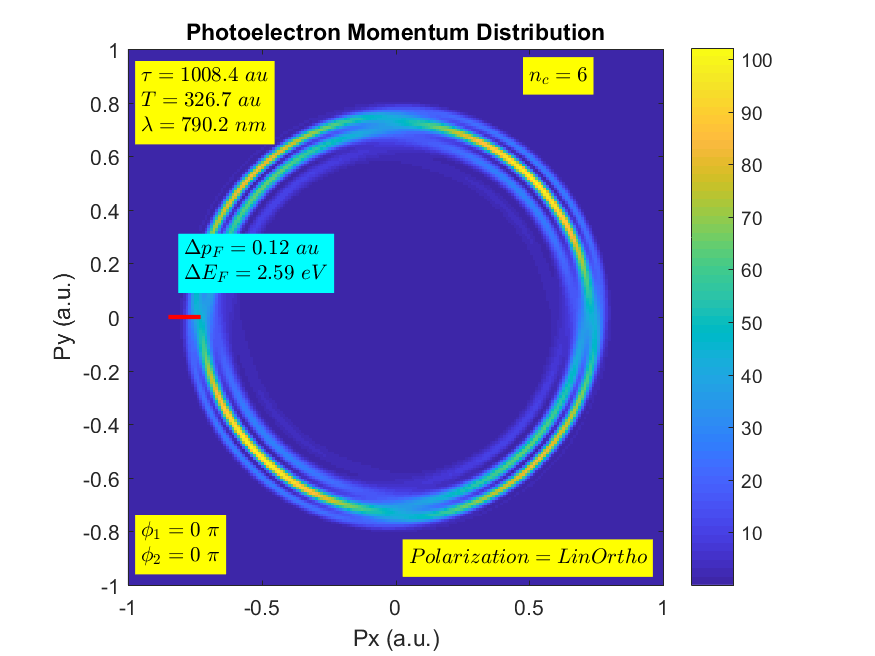 Photoelectron Momentum Distribution
τ = 1008.4 au
T = 326.7 au
λ = 790.2 nm
n_c = 6
Δp_F = 0.12 au
ΔE_F = 2.59 eV
ϕ_1 = 0 π
ϕ_2 = 0 π
Polarization = LinOrtho
1
0.8
0.6
0.4
0.2
0
-0.2
-0.4
-0.6
-0.8
-1
Py (a.u.)
-1 -0.5 0 0.5 1
Px (a.u.)
100
90
80
70
60
50
40
30
20
10